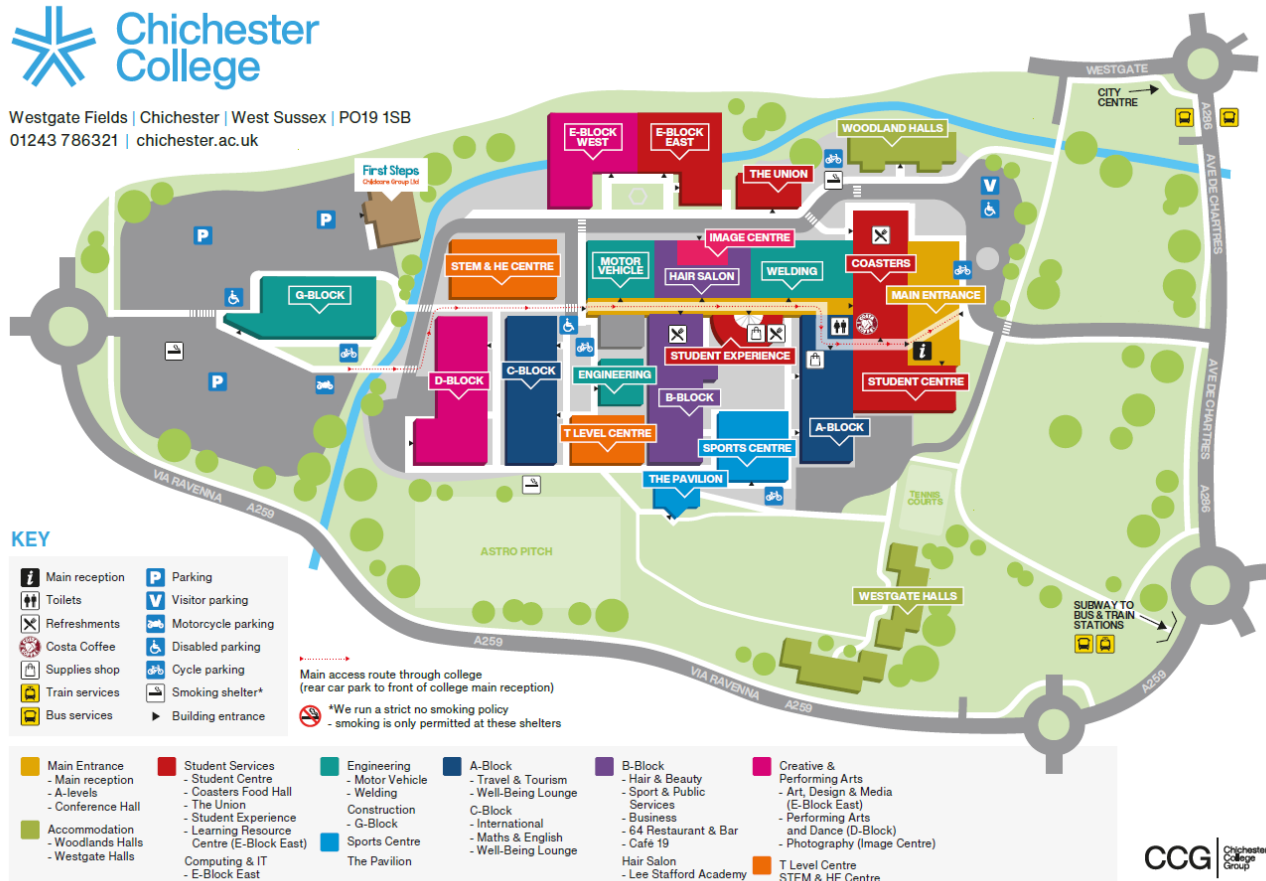 Chichester
College
Westgate Fields | Chichester | West Sussex | PO19 1SB
01243 786321 | chichester.ac.uk
First Steps
Childcare Group Ltd
P
P
P
G-BLOCK
E-BLOCK
WEST
E-BLOCK
EAST
THE UNION
WOODLAND HALLS
WESTGATE
CITY
CENTRE
A286
AVE DE CHARTRES
V
STEM & HE CENTRE
MOTOR
VEHICLE
IMAGE CENTRE
HAIR SALON
WELDING
COASTERS
MAIN ENTRANCE
COSTA
COFFEE
i
STUDENT EXPERIENCE
STUDENT CENTRE
D-BLOCK
C-BLOCK
ENGINEERING
B-BLOCK
A-BLOCK
T LEVEL CENTRE
SPORTS CENTRE
THE PAVILION
TENNIS
COURTS
ASTRO PITCH
WESTGATE HALLS
AVE DE CHARTRES
A286
VIA RAVENNA
A259
A259
VIA RAVENNA
A259
A259
SUBWAY TO
BUS & TRAIN
STATIONS
KEY
i Main reception
Toilets
Refreshments
Costa Coffee
Supplies shop
Train services
Bus services
P Parking
V Visitor parking
Motorcycle parking
Disabled parking
Cycle parking
Smoking shelter*
Building entrance
Main access route through college
(rear car park to front of college main reception)
*We run a strict no smoking policy
- smoking is only permitted at these shelters
Main Entrance
- Main reception
- A-levels
- Conference Hall
Accommodation
- Woodlands Halls
- Westgate Halls
Student Services
- Student Centre
- Coasters Food Hall
- The Union
- Student Experience
- Learning Resource
Centre (E-Block East)
Computing & IT
- E-Block East
Engineering
- Motor Vehicle
- Welding
Construction
- G-Block
Sports Centre
The Pavilion
A-Block
- Travel & Tourism
- Well-Being Lounge
C-Block
- International
- Maths & English
- Well-Being Lounge
B-Block
- Hair & Beauty
- Sport & Public
Services
- Business
- 64 Restaurant & Bar
- Café 19
Hair Salon
- Lee Stafford Academy
Creative &
Performing Arts
- Art, Design & Media
(E-Block East)
- Performing Arts
and Dance (D-Block)
- Photography (Image Centre)
T Level Centre
STEM & HE Centre
CCG
Chichester
College
Group